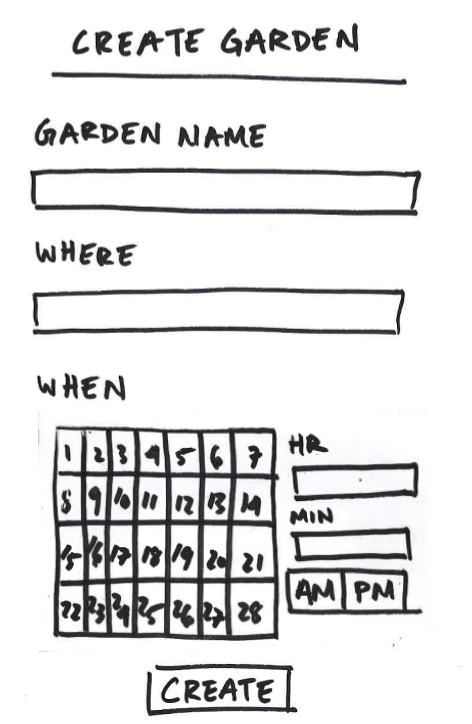 CREATE GARDEN
GARDEN NAME
WHERE
WHEN
1 2 3 4 5 6 7
8 9 10 11 12 13 14
15 16 17 18 19 20 21
22 23 24 25 26 27 28
HR
MIN
AM PM
CREATE